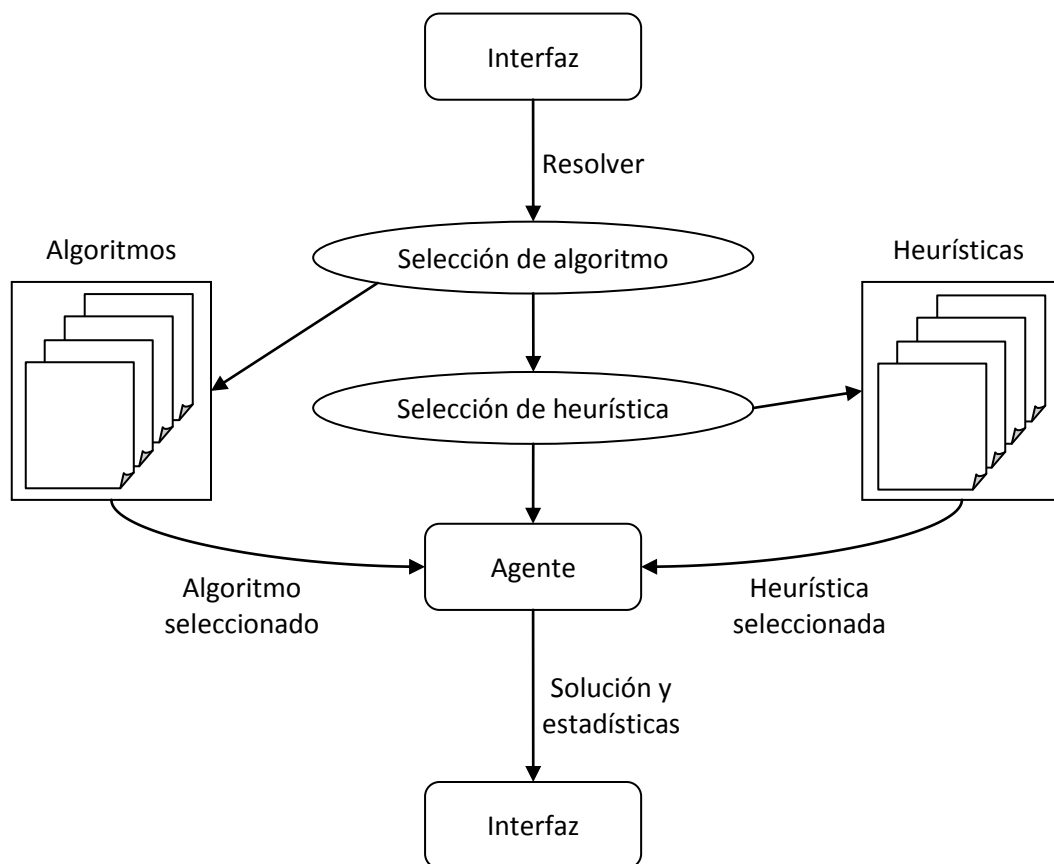 Interfaz
Resolver
Algoritmos
Selección de algoritmo
Heurísticas
Selección de heurística
Agente
Algoritmo
seleccionado
Heurística
seleccionada
Solución y
estadísticas
Interfaz